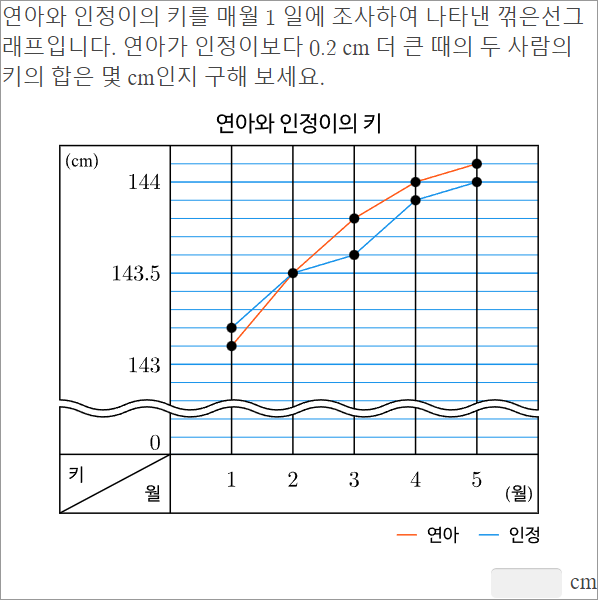 연아와 인정이의 키를 매월 1 일에 조사하여 나타낸 꺾은선그
래프입니다. 연아가 인정이보다 0.2 cm 더 큰 때의 두 사람의
키의 합은 몇 cm인지 구해 보세요.
연아와 인정이의 키
(cm)
144
143.5
143
0
키
월
1 2 3 4 5 (월)
연아 인정
cm